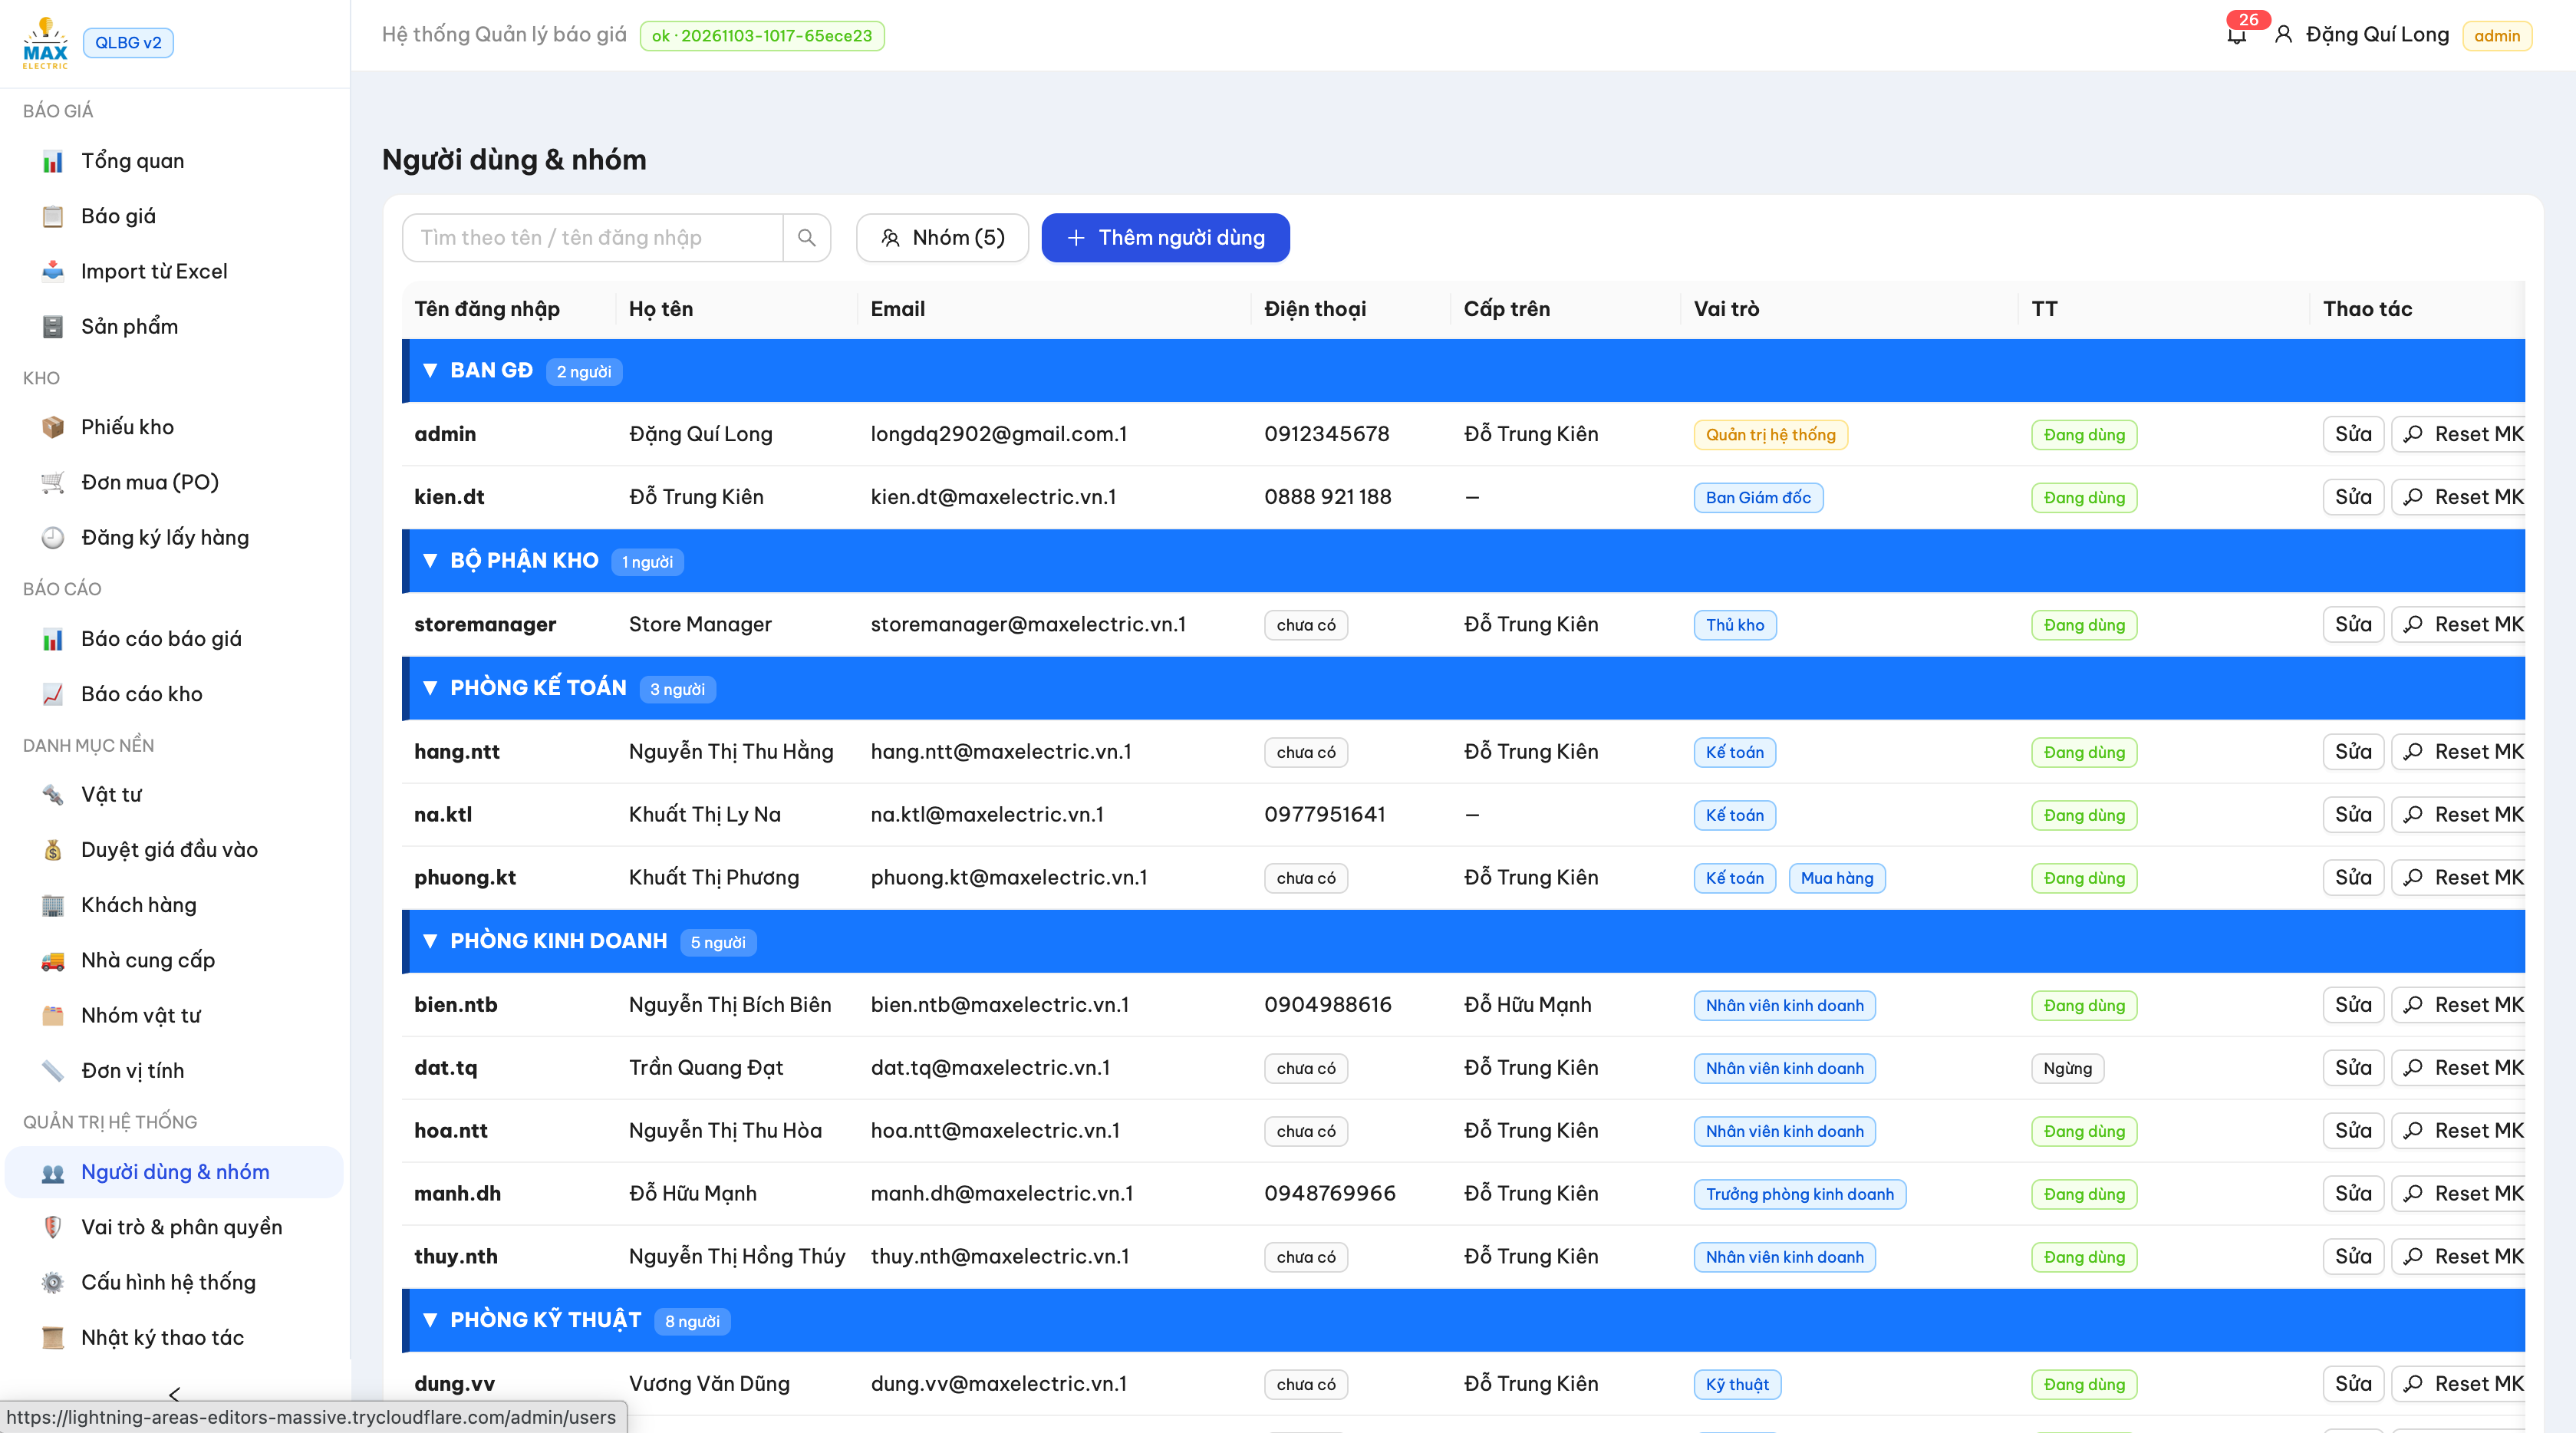 MAX
ELECTRIC
QLBG v2
Hệ thống Quản lý báo giá
ok · 20261103-1017-65ece23
26
Đặng Quí Long
admin
BÁO GIÁ
Tổng quan
Báo giá
Import từ Excel
Sản phẩm
KHO
Phiếu kho
Đơn mua (PO)
Đăng ký lấy hàng
BÁO CÁO
Báo cáo báo giá
Báo cáo kho
DANH MỤC NỀN
Vật tư
Duyệt giá đầu vào
Khách hàng
Nhà cung cấp
Nhóm vật tư
Đơn vị tính
QUẢN TRỊ HỆ THỐNG
Người dùng & nhóm
Vai trò & phân quyền
Cấu hình hệ thống
Nhật ký thao tác
https://lightning-areas-editors-massive.trycloudflare.com/admin/users
Người dùng & nhóm
Tìm theo tên / tên đăng nhập
Nhóm (5)
Thêm người dùng
Tên đăng nhập Họ tên Email Điện thoại Cấp trên Vai trò TT Thao tác
▼ BAN GĐ 2 người
admin Đặng Quí Long longdq2902@gmail.com.1 0912345678 Đỗ Trung Kiên Quản trị hệ thống Đang dùng Sửa Reset MK
kien.dt Đỗ Trung Kiên kien.dt@maxelectric.vn.1 0888 921 188 — Ban Giám đốc Đang dùng Sửa Reset MK
▼ BỘ PHẬN KHO 1 người
storemanager Store Manager storemanager@maxelectric.vn.1 chưa có Đỗ Trung Kiên Thủ kho Đang dùng Sửa Reset MK
▼ PHÒNG KẾ TOÁN 3 người
hang.ntt Nguyễn Thị Thu Hằng hang.ntt@maxelectric.vn.1 chưa có Đỗ Trung Kiên Kế toán Đang dùng Sửa Reset MK
na.ktl Khuất Thị Ly Na na.ktl@maxelectric.vn.1 0977951641 — Kế toán Đang dùng Sửa Reset MK
phuong.kt Khuất Thị Phương phuong.kt@maxelectric.vn.1 chưa có Đỗ Trung Kiên Kế toán Mua hàng Đang dùng Sửa Reset MK
▼ PHÒNG KINH DOANH 5 người
bien.ntb Nguyễn Thị Bích Biên bien.ntb@maxelectric.vn.1 0904988616 Đỗ Hữu Mạnh Nhân viên kinh doanh Đang dùng Sửa Reset MK
dat.tq Trần Quang Đạt dat.tq@maxelectric.vn.1 chưa có Đỗ Trung Kiên Nhân viên kinh doanh Ngừng Sửa Reset MK
hoa.ntt Nguyễn Thị Thu Hòa hoa.ntt@maxelectric.vn.1 chưa có Đỗ Trung Kiên Nhân viên kinh doanh Đang dùng Sửa Reset MK
manh.dh Đỗ Hữu Mạnh manh.dh@maxelectric.vn.1 0948769966 Đỗ Trung Kiên Trưởng phòng kinh doanh Đang dùng Sửa Reset MK
thuy.nth Nguyễn Thị Hồng Thúy thuy.nth@maxelectric.vn.1 chưa có Đỗ Trung Kiên Nhân viên kinh doanh Đang dùng Sửa Reset MK
▼ PHÒNG KỸ THUẬT 8 người
dung.vv Vương Văn Dũng dung.vv@maxelectric.vn.1 chưa có Đỗ Trung Kiên Kỹ thuật Đang dùng Sửa Reset MK